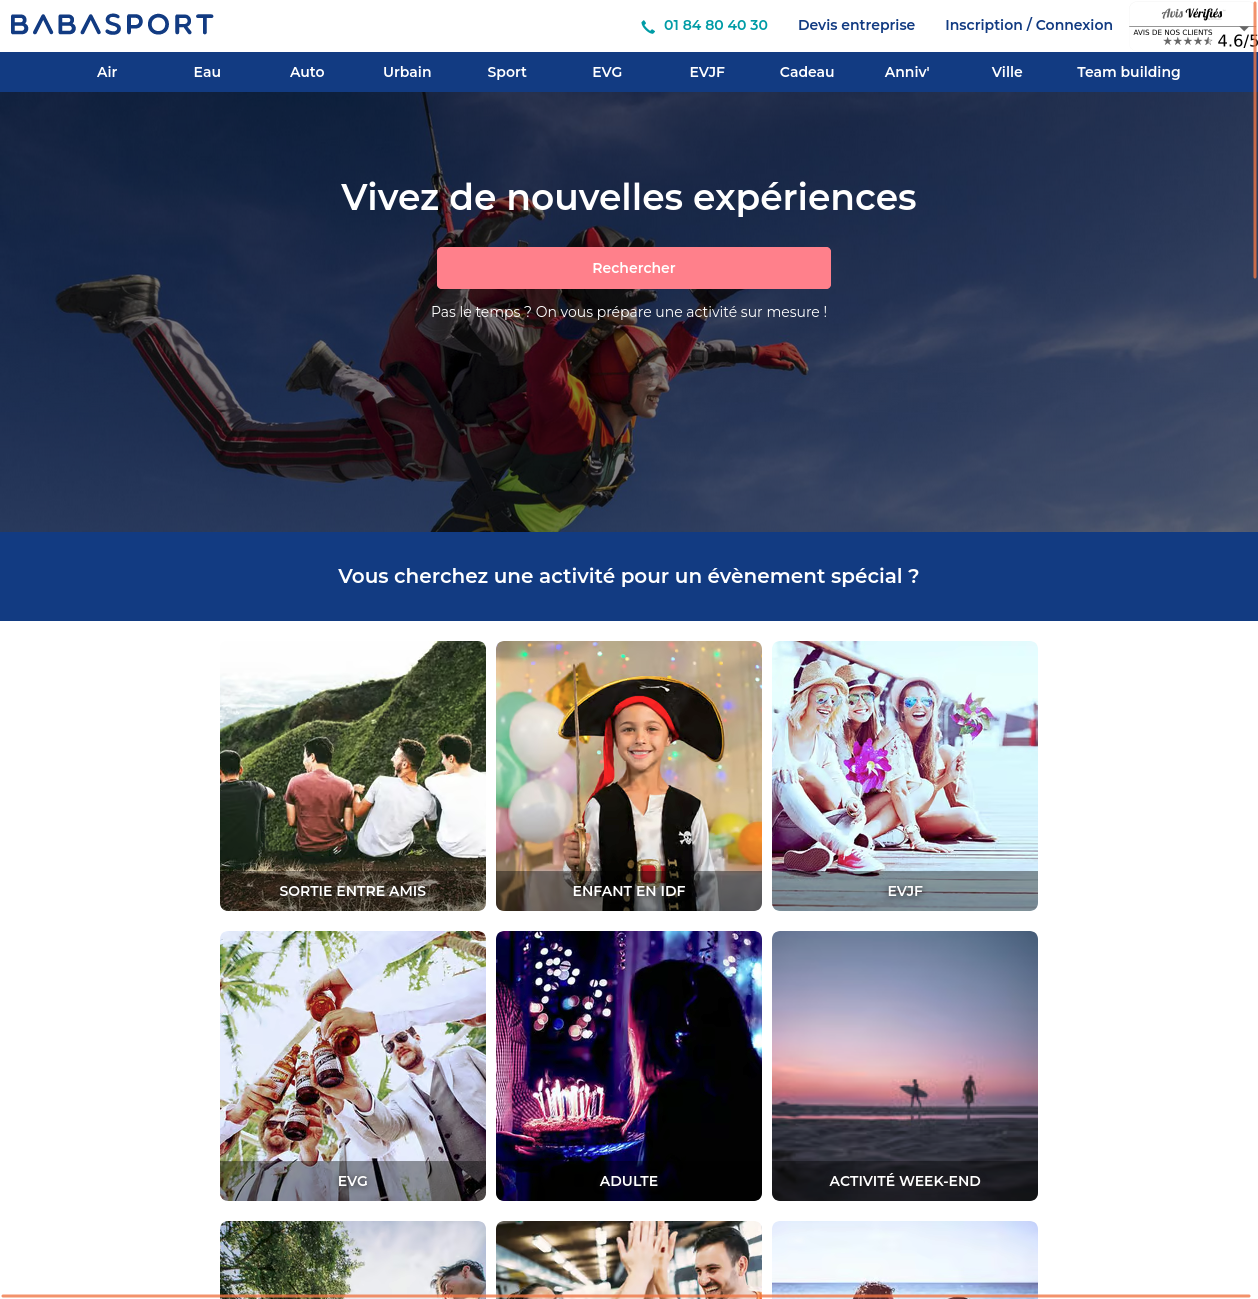 BABASPORT
01 84 80 40 30
Devis entreprise
Inscription / Connexion
Avis Vérifiés
AVIS DE NOS CLIENTS
4.6/5
Air
Eau
Auto
Urbain
Sport
EVG
EVJF
Cadeau
Anniv'
Ville
Team building
Vivez de nouvelles expériences
Rechercher
Pas le temps ? On vous prépare une activité sur mesure !
Vous cherchez une activité pour un évènement spécial ?
SORTIE ENTRE AMIS
ENFANT EN IDF
EVJF
EVG
ADULTE
ACTIVITÉ WEEK-END